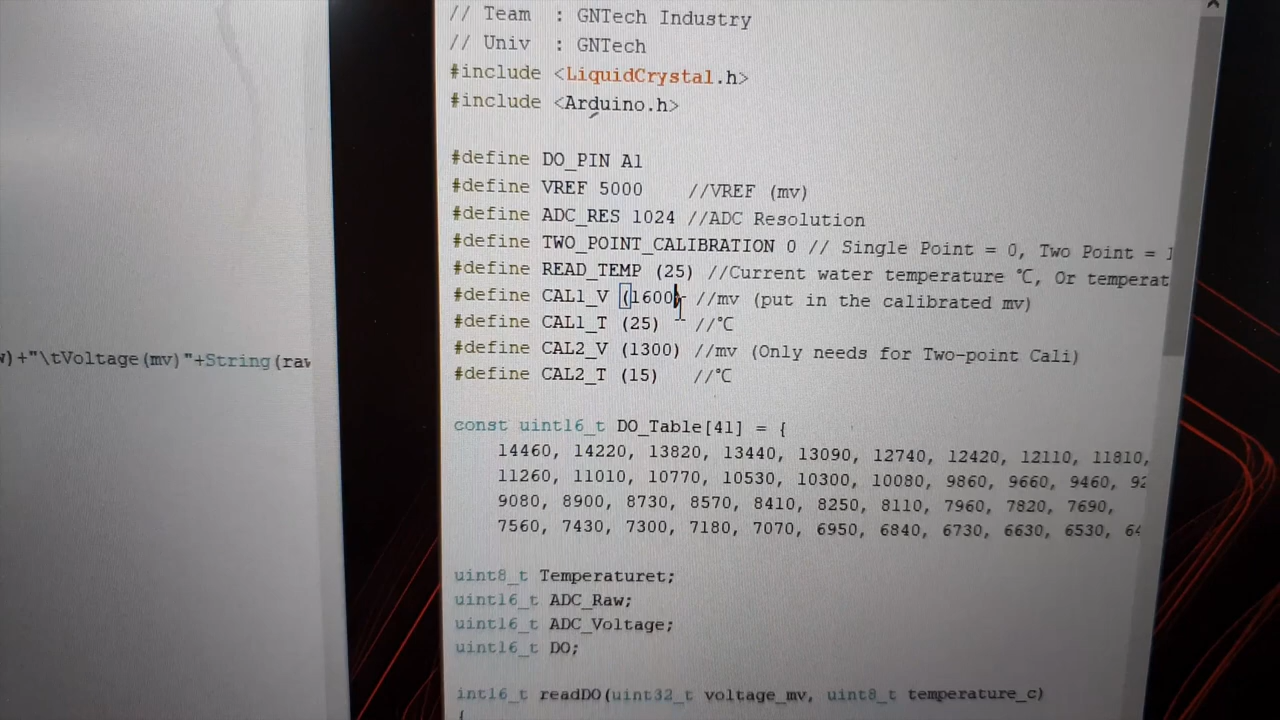 // Team : GNTech Industry
// Univ : GNTech
#include <LiquidCrystal.h>
#include <Arduino.h>
#define DO_PIN A1
#define VREF 5000 //VREF (mv)
#define ADC_RES 1024 //ADC Resolution
#define TWO_POINT_CALIBRATION 0 // Single Point = 0, Two Point =
#define READ_TEMP (25) //Current water temperature ℃, Or temperat
#define CAL1_V (1600) //mv (put in the calibrated mv)
#define CAL1_T (25) //℃
#define CAL2_V (1300) //mv (Only needs for Two-point Cali)
#define CAL2_T (15) //℃
const uint16_t DO_Table[41] = {
14460, 14220, 13820, 13440, 13090, 12740, 12420, 12110, 11810,
11260, 11010, 10770, 10530, 10300, 10080, 9860, 9660, 9460,
9080, 8900, 8730, 8570, 8410, 8250, 8110, 7960, 7820, 7690,
7560, 7430, 7300, 7180, 7070, 6950, 6840, 6730, 6630, 6530,
uint8_t Temperaturet;
uint16_t ADC_Raw;
uint16_t ADC_Voltage;
uint16_t DO;
int16_t readDO(uint32_t voltage_mv, uint8_t temperature_c)
{
w)+"\tVoltage(mv)"+String(raw